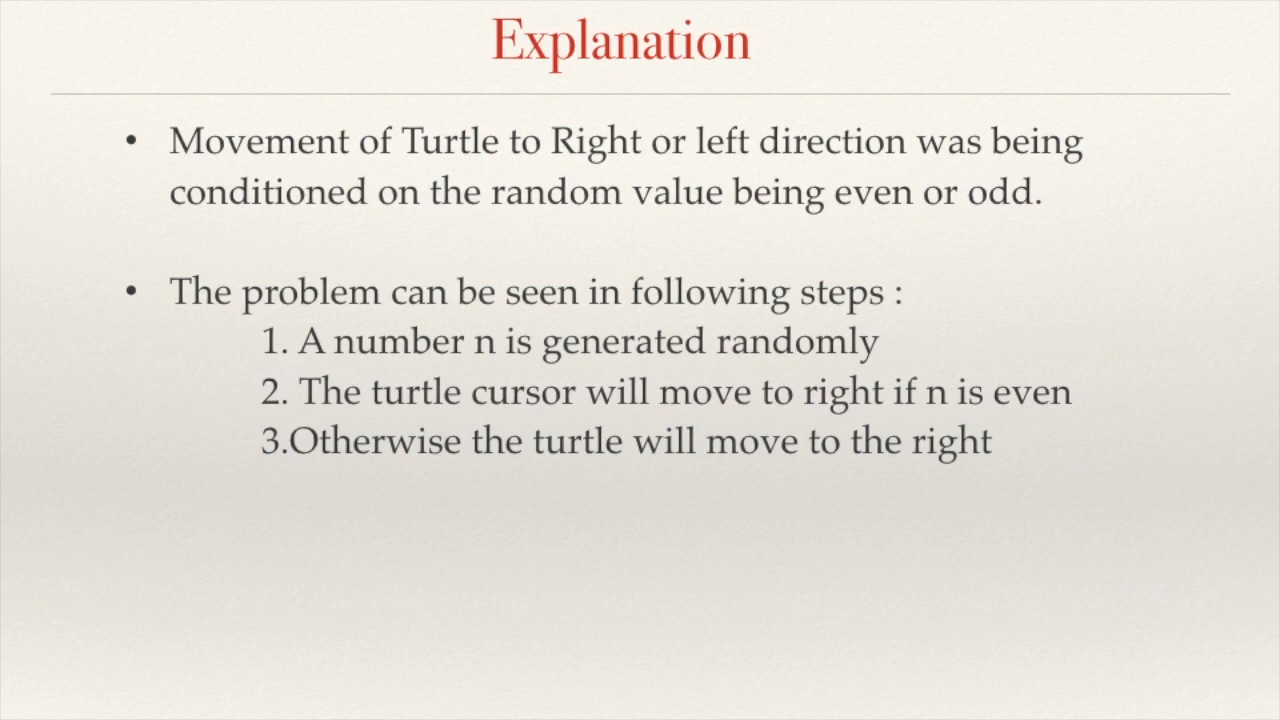 Explanation
• Movement of Turtle to Right or left direction was being
conditioned on the random value being even or odd.
• The problem can be seen in following steps :
1. A number n is generated randomly
2. The turtle cursor will move to right if n is even
3.Otherwise the turtle will move to the right